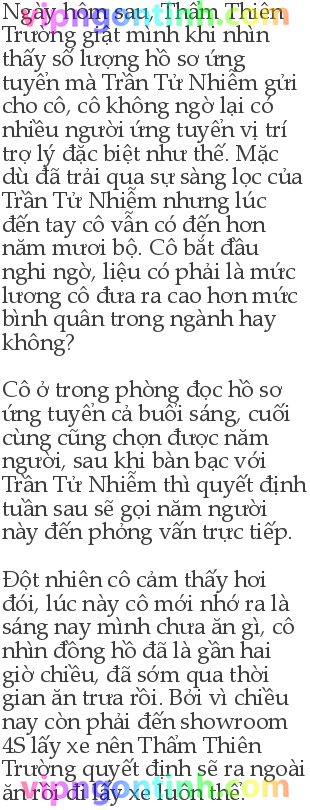 Ngày hôm sau, Thẩm Thiên
Trường giật mình khi nhìn
thấy số lượng hồ sơ ứng
tuyển mà Trần Tử Nhiễm gửi
cho cô, cô không ngờ lại có
nhiều người ứng tuyển vị trí
trợ lý đặc biệt như thế. Mặc
dù đã trải qua sự sàng lọc của
Trần Tử Nhiễm nhưng lúc
đến tay cô vẫn có đến hơn
năm mươi bộ. Cô bắt đầu
nghi ngờ, liệu có phải là mức
lương cô đưa ra cao hơn mức
bình quân trong ngành hay
không?
Cô ở trong phòng đọc hồ sơ
ứng tuyển cả buổi sáng, cuối
cùng cũng chọn được năm
người, sau khi bàn bạc với
Trần Tử Nhiễm thì quyết định
tuần sau sẽ gọi năm người
này đến phỏng vấn trực tiếp.
Đột nhiên cô cảm thấy hơi
đói, lúc này cô mới nhớ ra là
sáng nay mình chưa ăn gì, cô
nhìn đồng hồ đã là gần hai
giờ chiều, đã sớm qua thời
gian ăn trưa rồi. Bởi vì chiều
nay còn phải đến showroom
4S lấy xe nên Thẩm Thiên
Trường quyết định sẽ ra ngoài
ăn rồi đi lấy xe luôn thể.
vipngontinh.com
vipngontinh.com